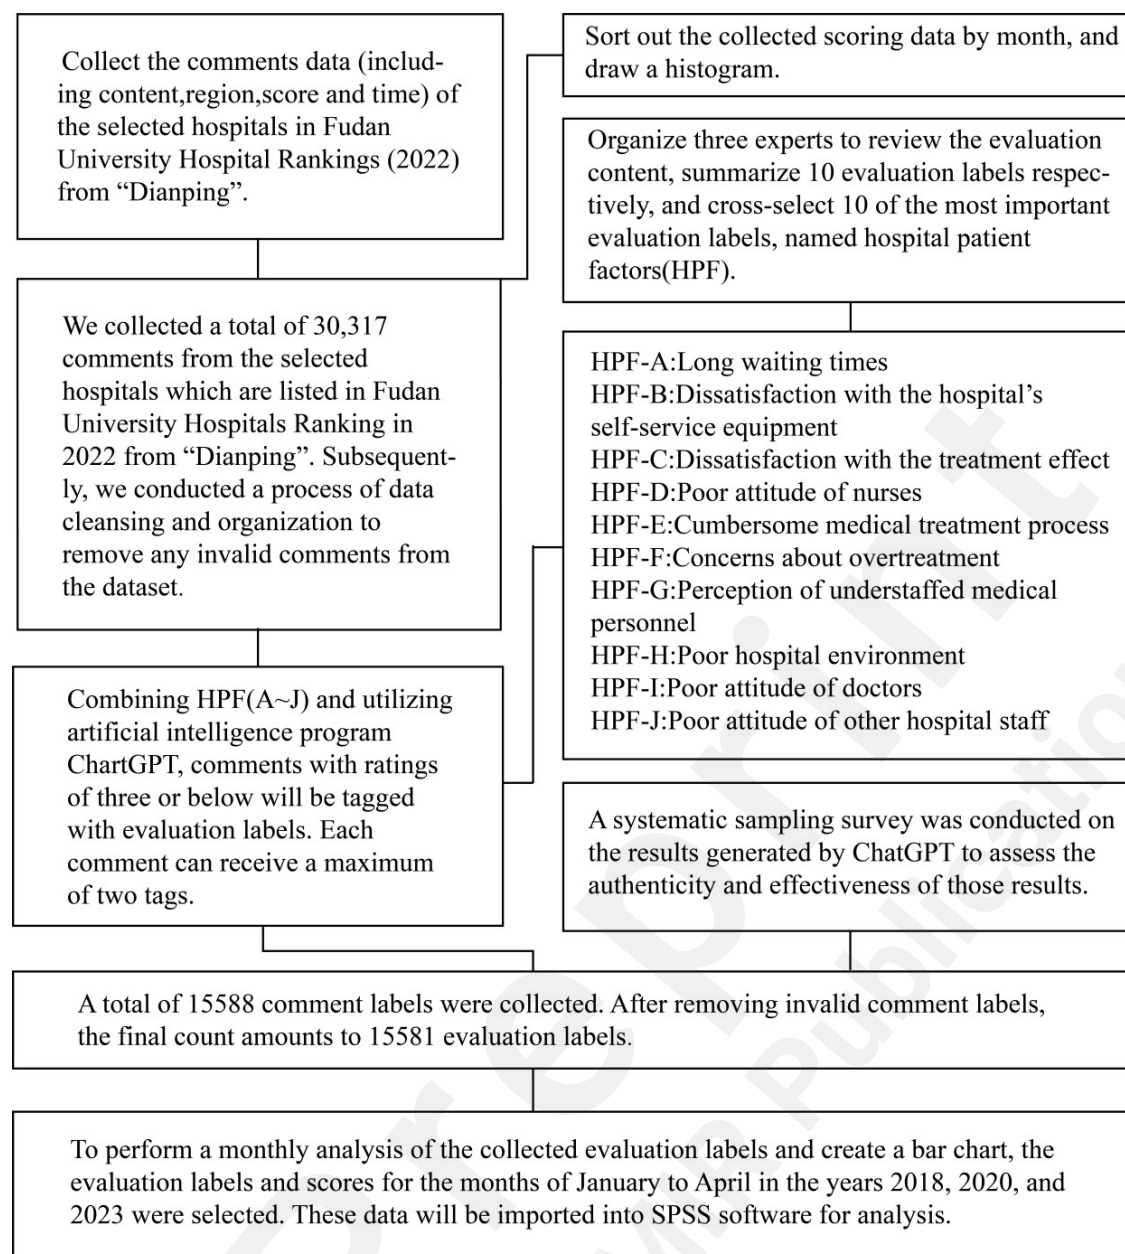 Collect the comments data (includ-
ing content,region,score and time) of
the selected hospitals in Fudan
University Hospital Rankings (2022)
from “Dianping”.
Sort out the collected scoring data by month, and
draw a histogram.
Organize three experts to review the evaluation
content, summarize 10 evaluation labels respec-
tively, and cross-select 10 of the most important
evaluation labels, named hospital patient
factors(HPF).
We collected a total of 30,317
comments from the selected
hospitals which are listed in Fudan
University Hospitals Ranking in
2022 from “Dianping”. Subsequent-
ly, we conducted a process of data
cleansing and organization to
remove any invalid comments from
the dataset.
HPF-A:Long waiting times
HPF-B:Dissatisfaction with the hospital’s
self-service equipment
HPF-C:Dissatisfaction with the treatment effect
HPF-D:Poor attitude of nurses
HPF-E:Cumbersome medical treatment process
HPF-F:Concerns about overtreatment
HPF-G:Perception of understaffed medical
personnel
HPF-H:Poor hospital environment
HPF-I:Poor attitude of doctors
HPF-J:Poor attitude of other hospital staff
Combining HPF(A~J) and utilizing
artificial intelligence program
ChartGPT, comments with ratings
of three or below will be tagged
with evaluation labels. Each
comment can receive a maximum
of two tags.
A systematic sampling survey was conducted on
the results generated by ChatGPT to assess the
authenticity and effectiveness of those results.
A total of 15588 comment labels were collected. After removing invalid comment labels,
the final count amounts to 15581 evaluation labels.
To perform a monthly analysis of the collected evaluation labels and create a bar chart, the
evaluation labels and scores for the months of January to April in the years 2018, 2020, and
2023 were selected. These data will be imported into SPSS software for analysis.
Preprint